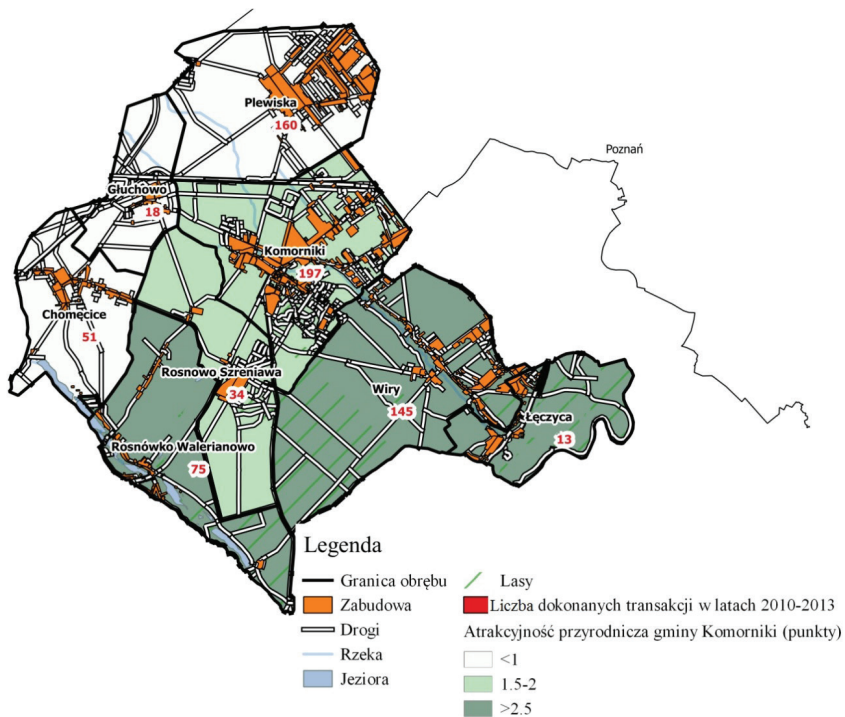 Plewiska
160
Poznań
Głuchowo
18
Komorniki
197
Chomęcice
51
Rosnowo Szreniawa
34
Wiry
145
Łęczyca
13
Rosnówko Walerianowo
75
Legenda
Granica obrębu
Zabudowa
Drogi
Rzeka
Jeziora
Lasy
Liczba dokonanych transakcji w latach 2010-2013
Atrakcyjność przyrodnicza gminy Komorniki (punkty)
<1
1.5-2
>2.5